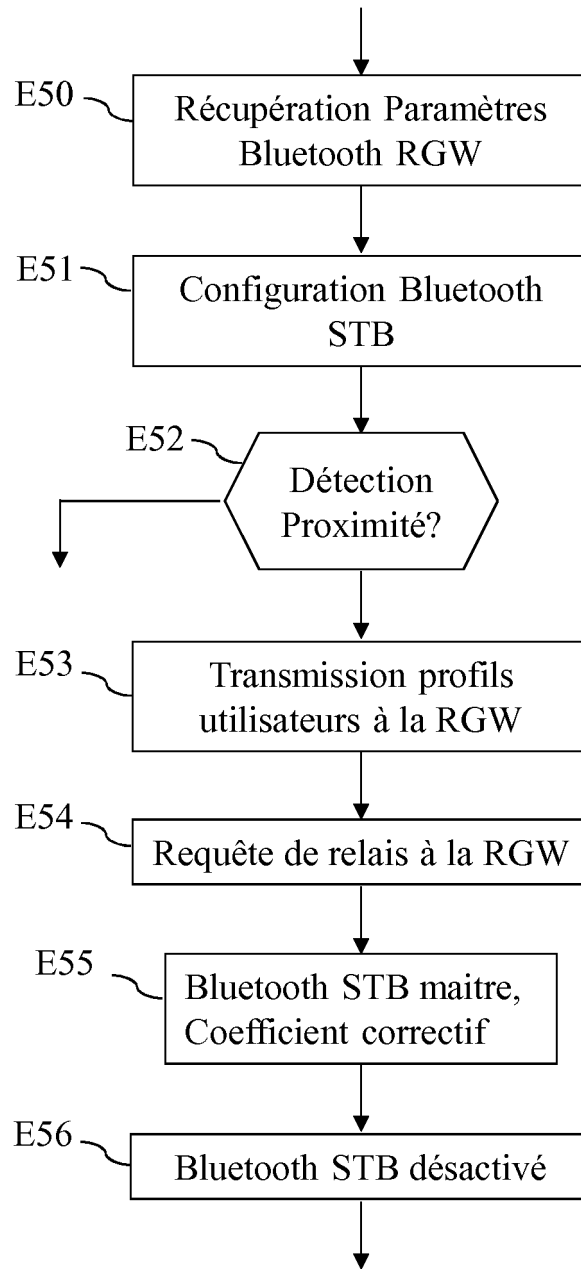 E50
Récupération Paramètres
Bluetooth RGW
E51
Configuration Bluetooth
STB
E52
Détection
Proximité?
E53
Transmission profils
utilisateurs à la RGW
E54
Requête de relais à la RGW
E55
Bluetooth STB maitre,
Coefficient correctif
E56
Bluetooth STB désactivé